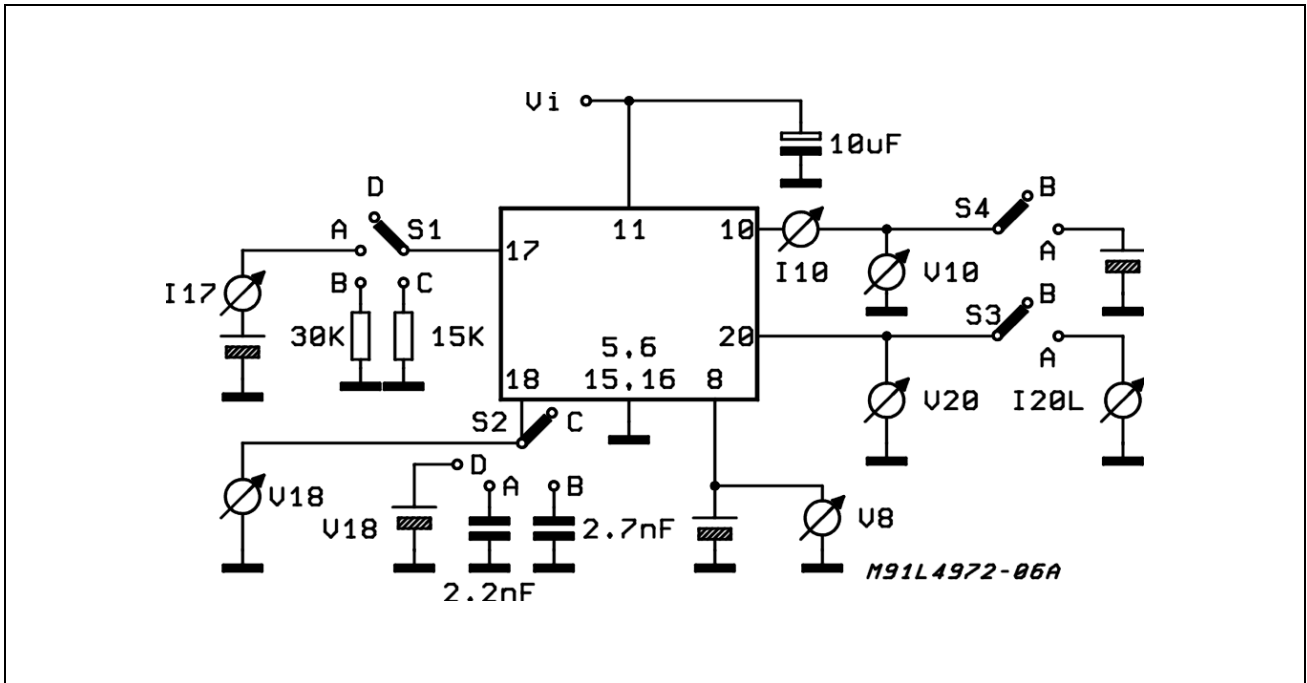 Vi
10uF
D
A
S1
B
C
I17
30K
15K
17
11
10
20
5,6
15,16
8
18
I10
V10
S4
B
A
S3
B
A
V20
I20L
S2
C
D
A
B
V18
V18
2.7nF
2.2nF
V8
M91L4972-06A